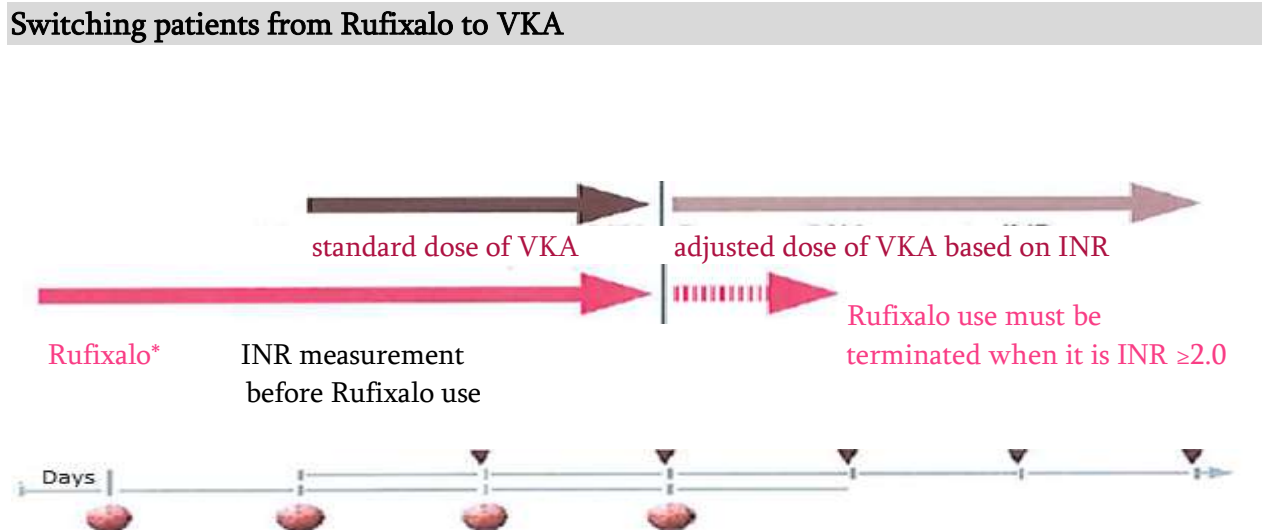 Switching patients from Rufixalo to VKA
standard dose of VKA
adjusted dose of VKA based on INR
Rufixalo use must be
terminated when it is INR ≥2.0
Rufixalo*
INR measurement
before Rufixalo use
Days